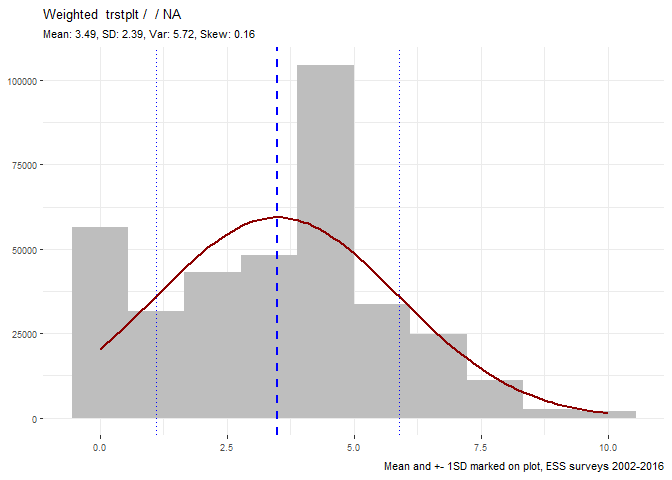 Weighted  trstplt /  / NA
Mean: 3.49, SD: 2.39, Var: 5.72, Skew: 0.16
100000
75000
50000
25000
0
0.0 2.5 5.0 7.5 10.0
Mean and +- 1SD marked on plot, ESS surveys 2002-2016